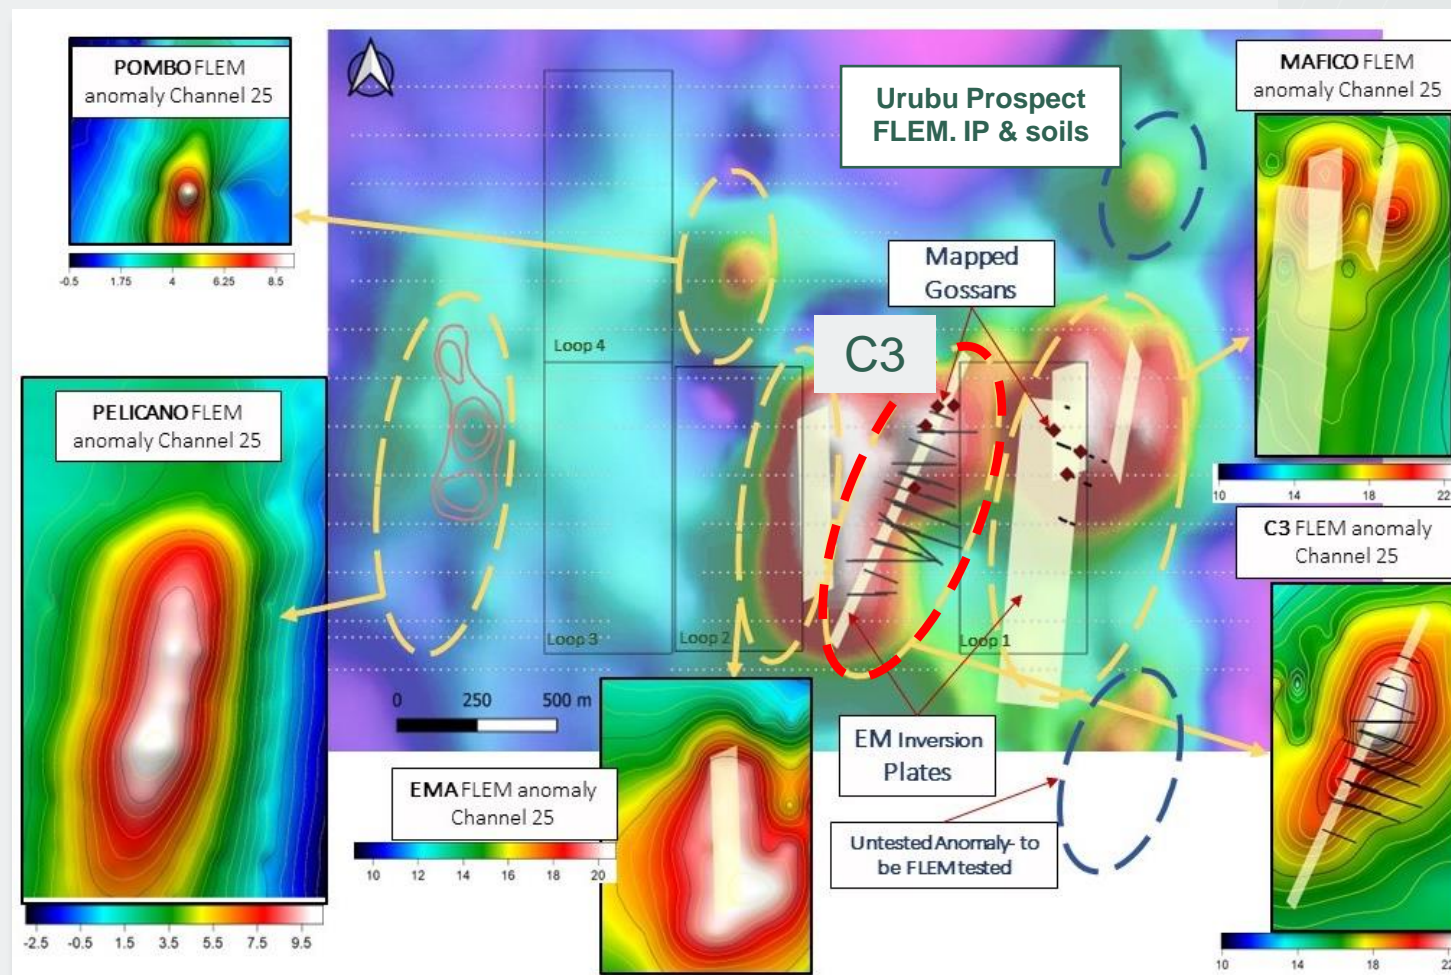 POMBO FLEM
anomaly Channel 25
-0.5 1.75 4 6.25 8.5
Urubu Prospect
FLEM. IP & soils
MAFICO FLEM
anomaly Channel 25
10 14 18 22
Mapped
Gossans
C3
Loop 4
Loop 3
Loop 2
Loop 1
PELICANO FLEM
anomaly Channel 25
-2.5 -0.5 1.5 3.5 5.5 7.5 9.5
0 250 500 m
EM Inversion
Plates
EMA FLEM anomaly
Channel 25
10 12 14 16 18 20
Untested Anomaly- to
be FLEM tested
C3 FLEM anomaly
Channel 25
10 14 18